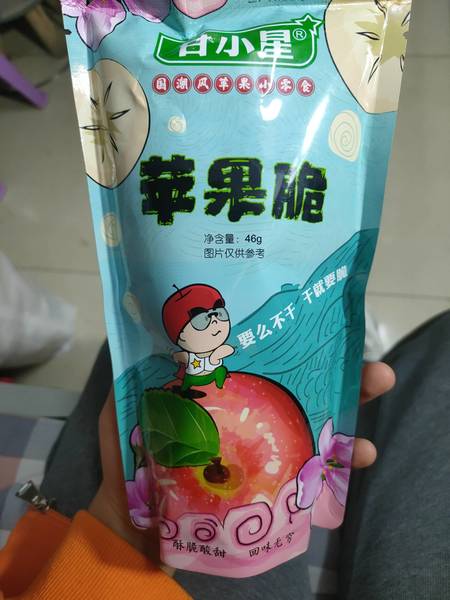 甘小星®
国潮风苹果小零食
苹果脆
净含量：46g
图片仅供参考
要么不干 干就要脆
酥脆酸甜 回味无穷